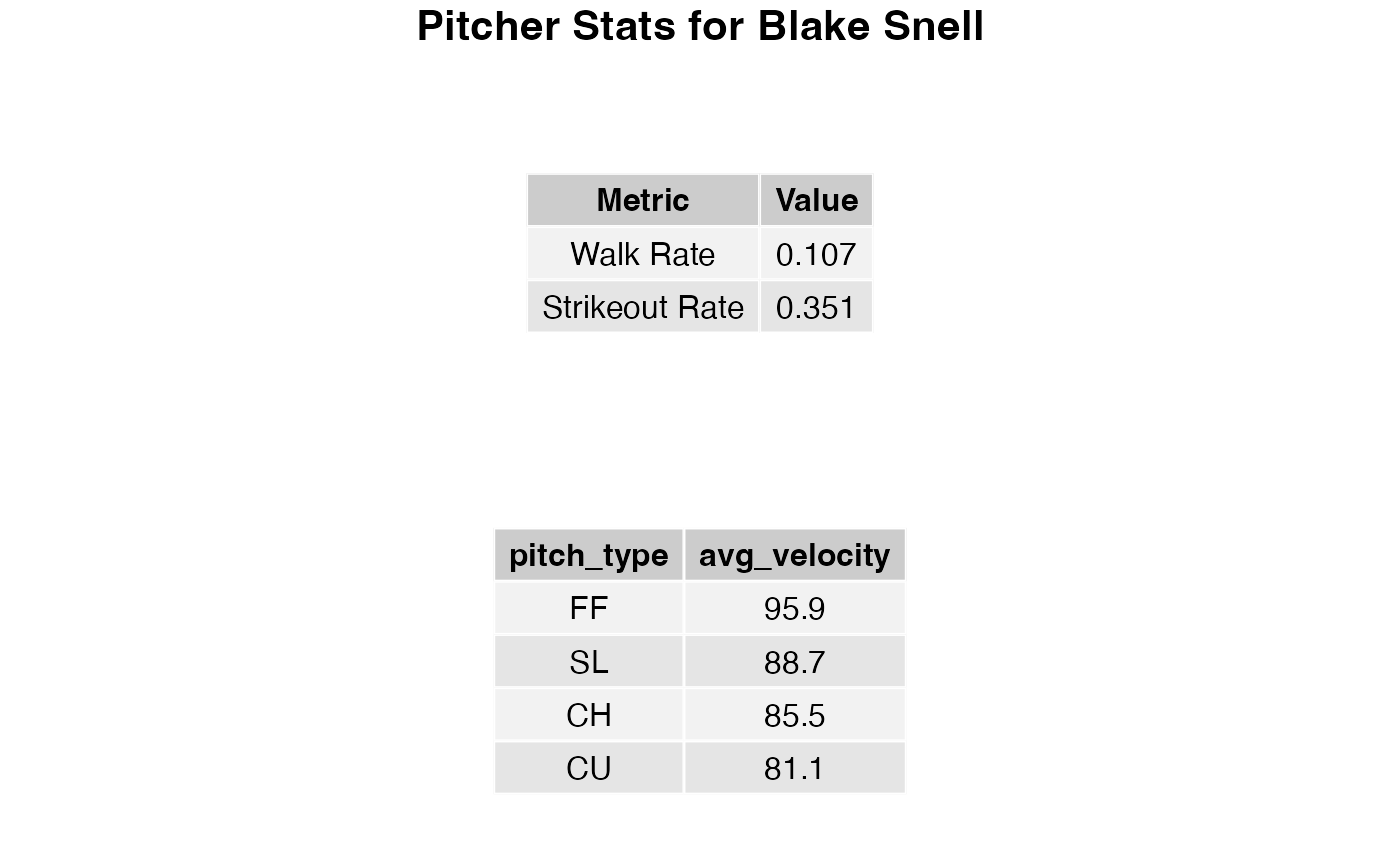 Pitcher Stats for Blake Snell
Metric Value
Walk Rate 0.107
Strikeout Rate 0.351
pitch_type avg_velocity
FF 95.9
SL 88.7
CH 85.5
CU 81.1